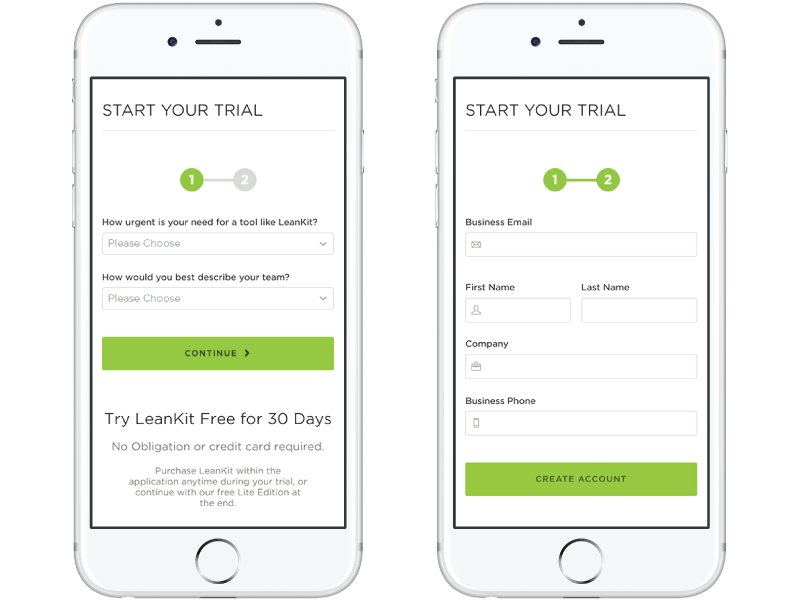 START YOUR TRIAL
1 2
How urgent is your need for a tool like LeanKit?
Please Choose
How would you best describe your team?
Please Choose
CONTINUE
Try LeanKit Free for 30 Days
No Obligation or credit card required.
Purchase LeanKit within the
application anytime during your trial, or
continue with our free Lite Edition at
the end.
START YOUR TRIAL
1 2
Business Email
First Name Last Name
Company
Business Phone
CREATE ACCOUNT